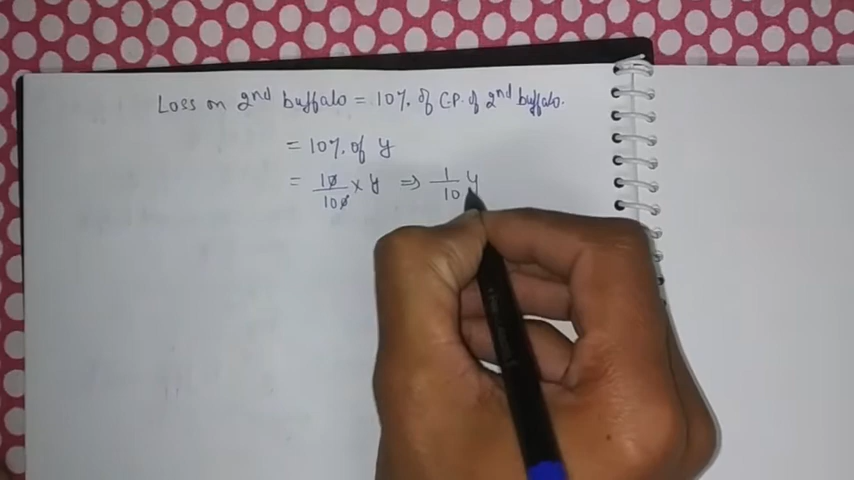 Loss on 2nd buffalo = 10% of C.P. of 2nd buffalo.
= 10% of y
= 10/100 × y ⇒ 1/10 y